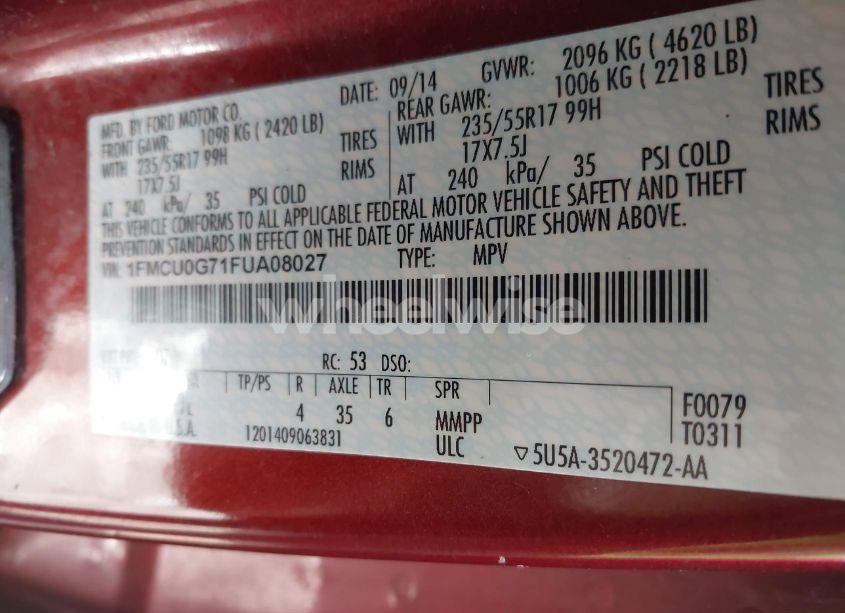 MFD. BY FORD MOTOR CO.
DATE: 09/14 GVWR: 2096 KG ( 4620 LB)
FRONT GAWR: 1098 KG ( 2420 LB)
REAR GAWR: 1006 KG ( 2218 LB)
WITH 235/55R17 99H TIRES
WITH 235/55R17 99H TIRES
17X7.5J RIMS
17X7.5J RIMS
AT 240 kPa/ 35 PSI COLD
AT 240 kPa/ 35 PSI COLD
THIS VEHICLE CONFORMS TO ALL APPLICABLE FEDERAL MOTOR VEHICLE SAFETY AND THEFT
PREVENTION STANDARDS IN EFFECT ON THE DATE OF MANUFACTURE SHOWN ABOVE.
VIN: 1FMCU0G71FUA08027 TYPE: MPV
wheelwise
RC: 53 DSO:
TP/PS R AXLE TR SPR
4 35 6 MMPP
F0079
1201409063831 ULC
T0311
▽5U5A-3520472-AA